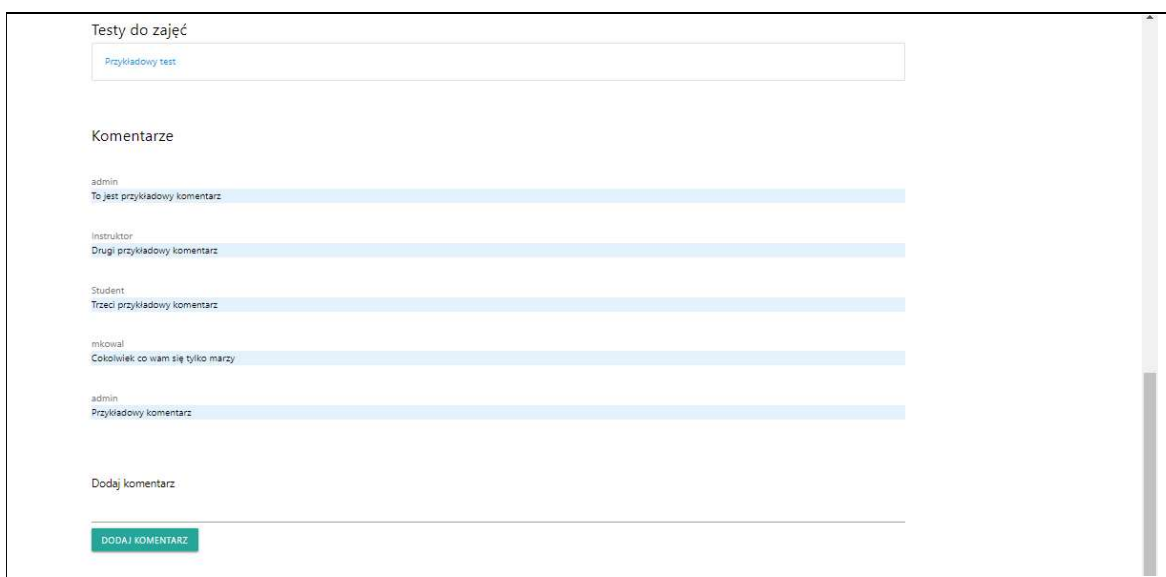 Testy do zajęć
Przykładowy test
Komentarze
admin
To jest przykładowy komentarz
Instruktor
Drugi przykładowy komentarz
Student
Trzeci przykładowy komentarz
mkowal
Cokolwiek co wam się tylko marzy
admin
Przykładowy komentarz
Dodaj komentarz
DODAJ KOMENTARZ